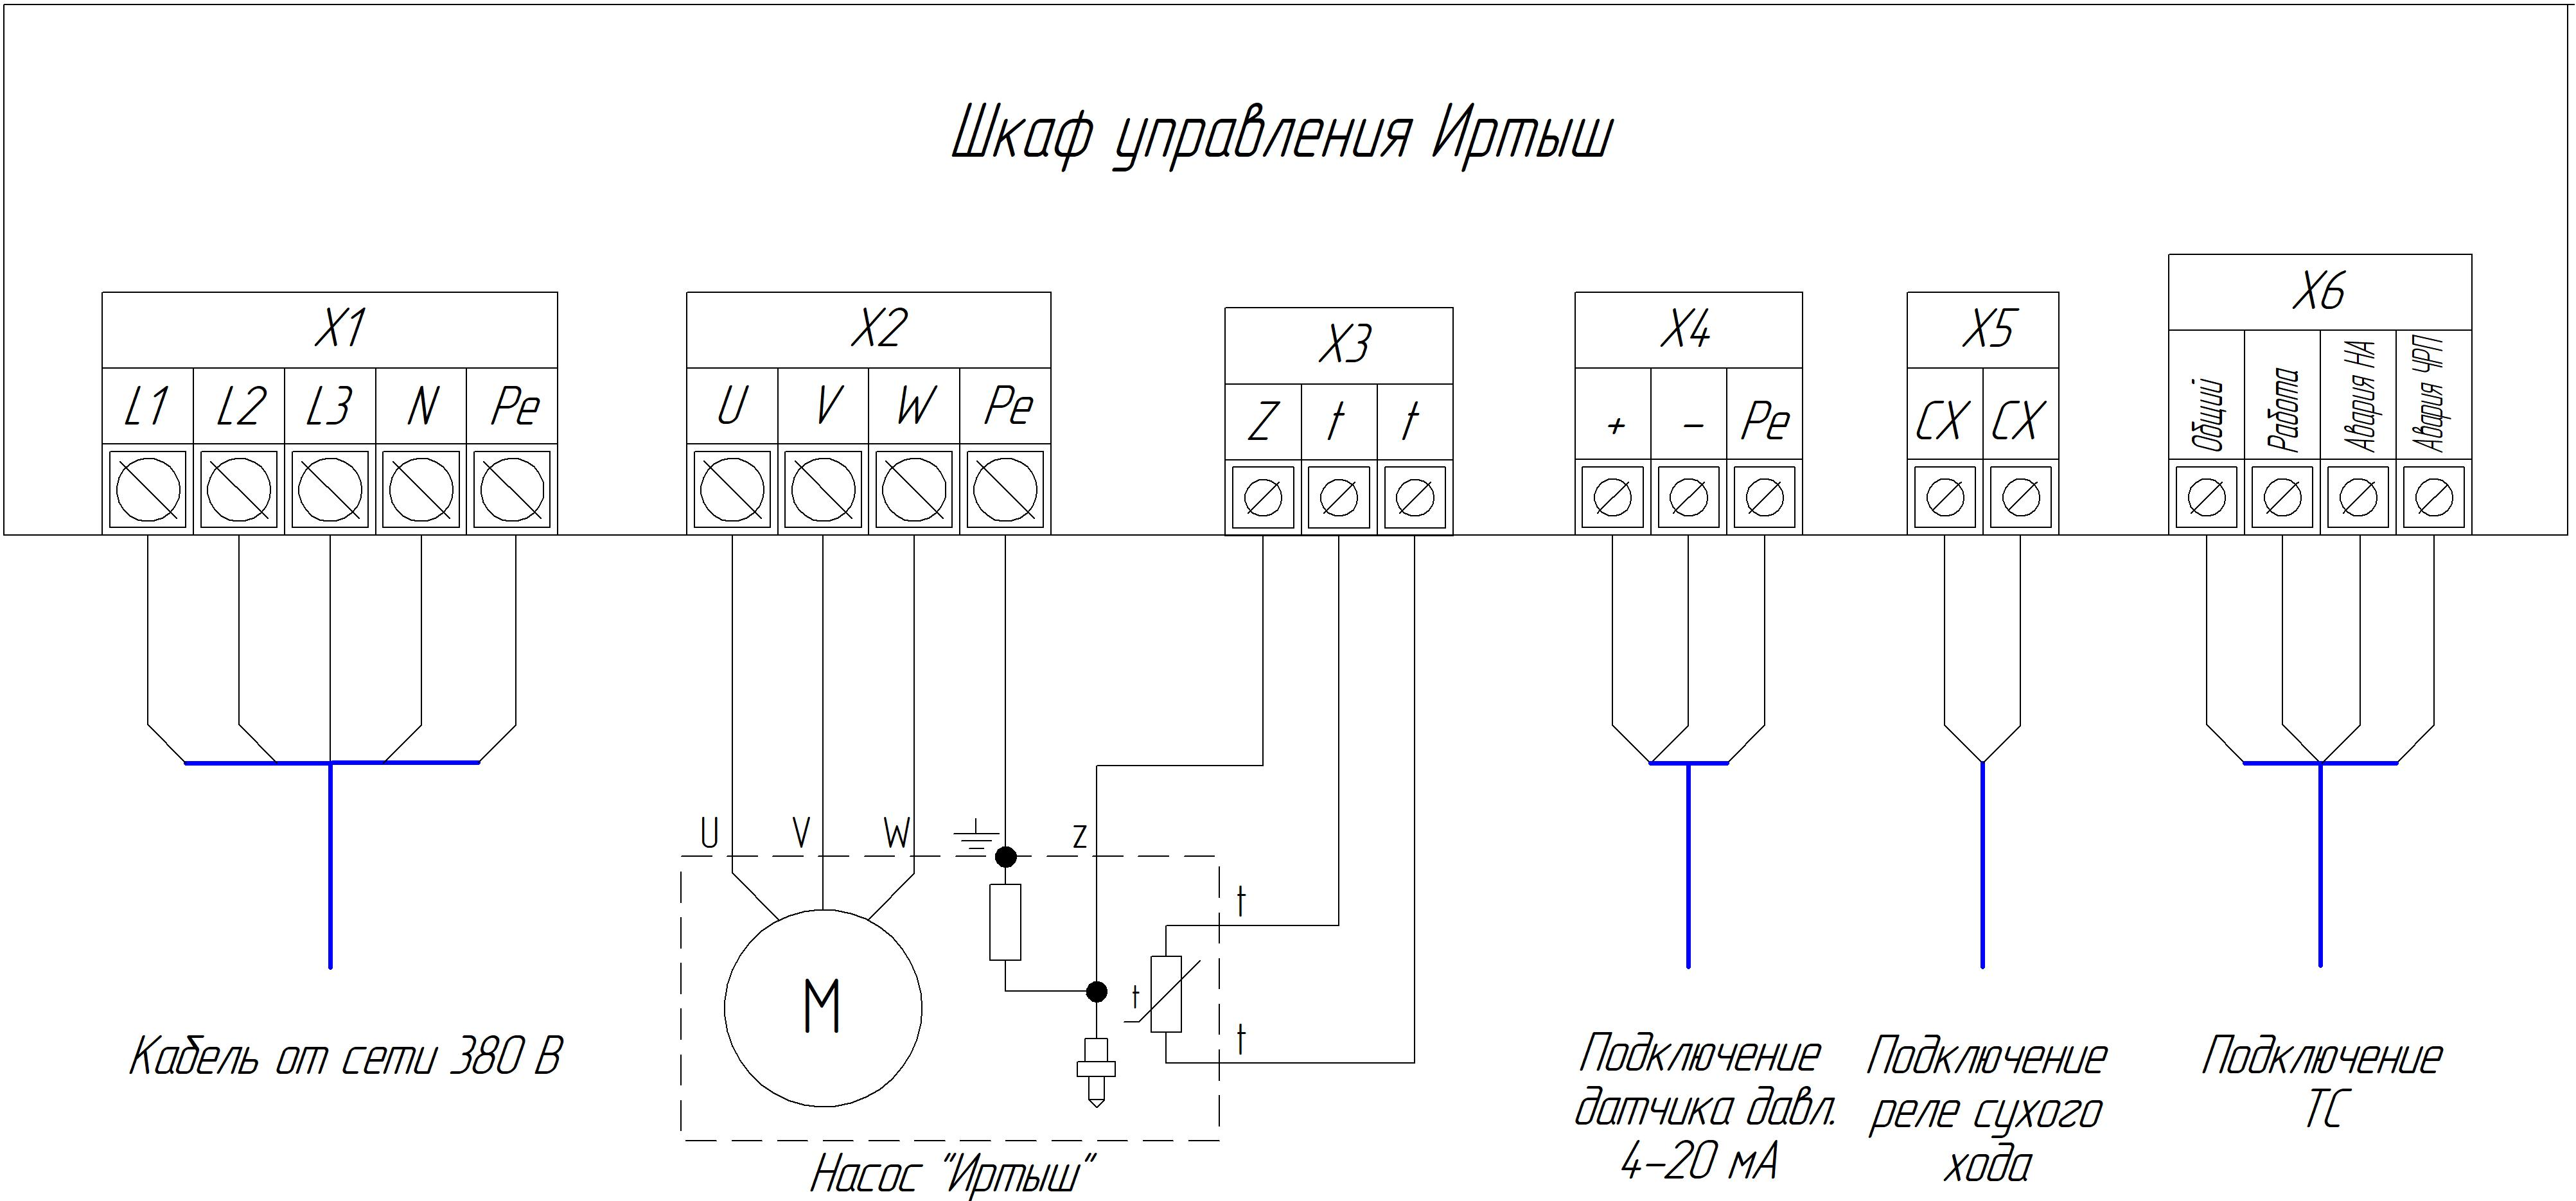 Шкаф управления Иртыш
X1
L1 L2 L3 N Pe
X2
U V W Pe
X3
Z t t
X4
+ - Pe
X5
СХ СХ
X6
Общий
Работа
Авария НА
Авария ЧРП
U V W z
t
t
t
M
Кабель от сети 380 В
Насос "Иртыш"
Подключение
датчика давл.
4-20 мА
Подключение
реле сухого
хода
Подключение
ТС